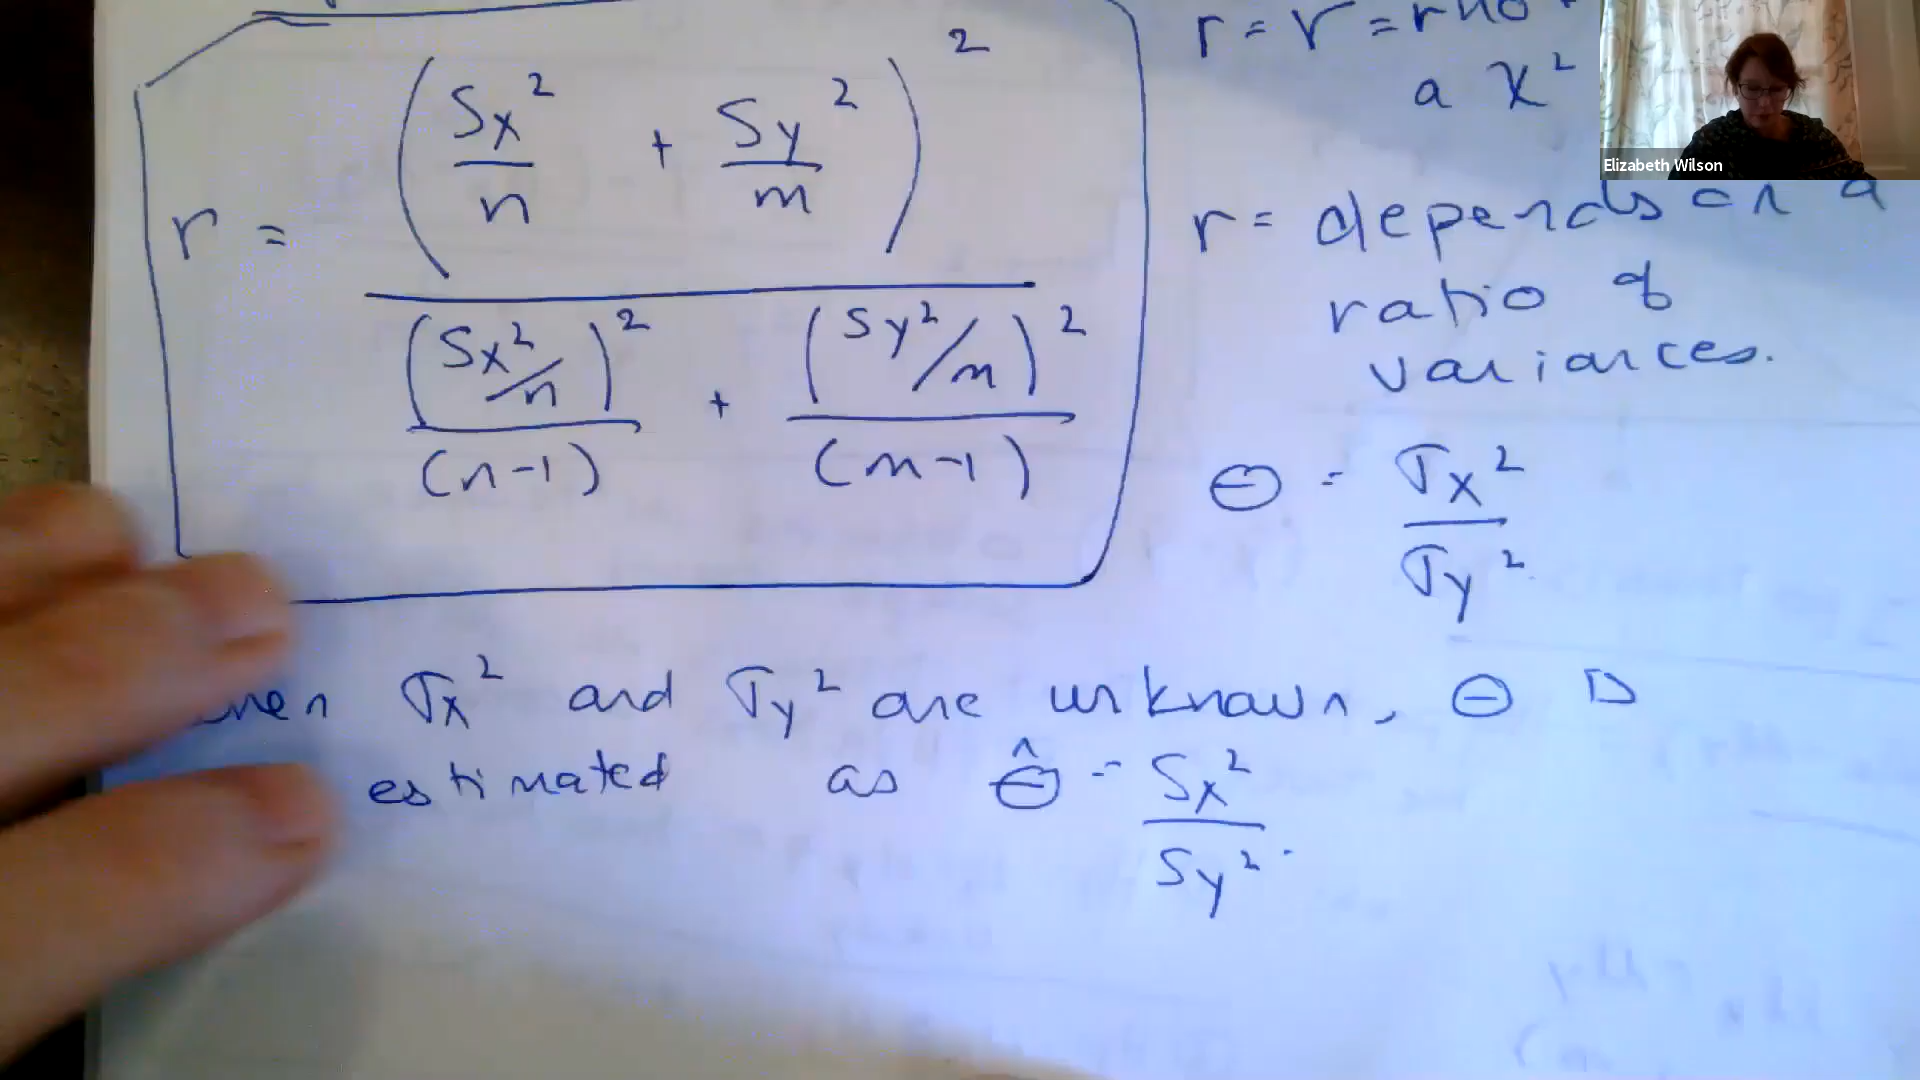 r = (Sx²/n + Sy²/m)² / ((Sx²/n)²/(n-1) + (Sy²/m)²/(m-1))
r = r = rho
a χ²
Elizabeth Wilson
r = depends on a
ratio of
variances.
Θ = σx²/σy²
σx² and σy² are unknown, Θ is
estimated as Θ̂ = Sx²/Sy².